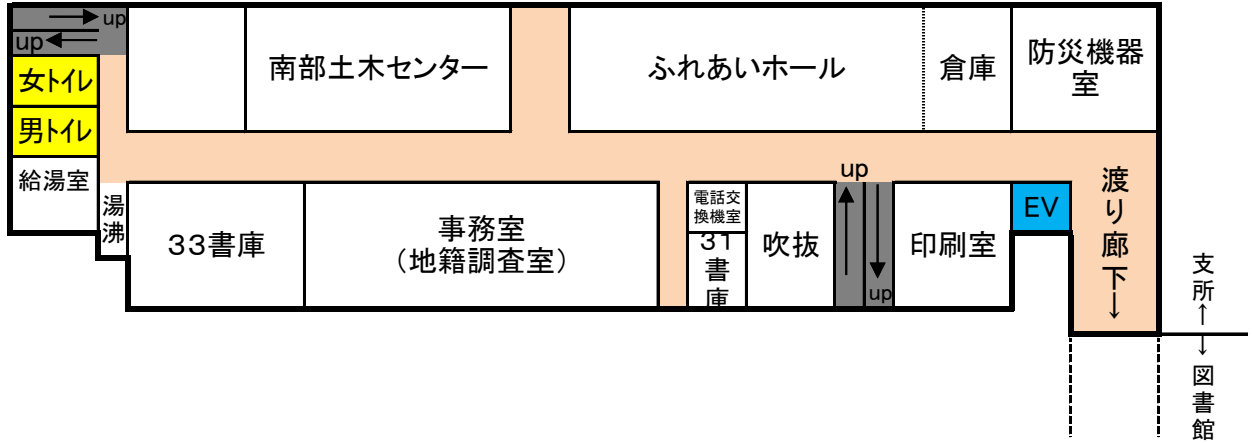 up
up
女トイレ
男トイレ
給湯室
湯沸
南部土木センター
ふれあいホール
倉庫
防災機器
室
33書庫
事務室
(地籍調査室)
電話交
換機室
31
書
庫
吹抜
up
up
印刷室
EV
渡り廊下→
支所↑
↓図書館